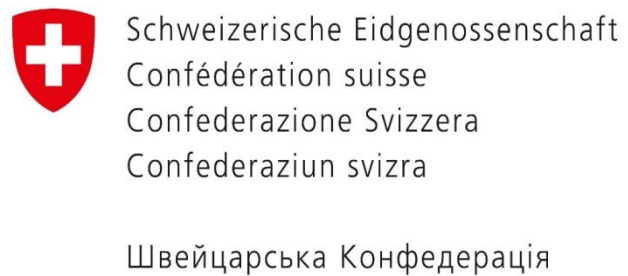 Schweizerische Eidgenossenschaft
Confédération suisse
Confederazione Svizzera
Confederaziun svizra
Швейцарська Конфедерація